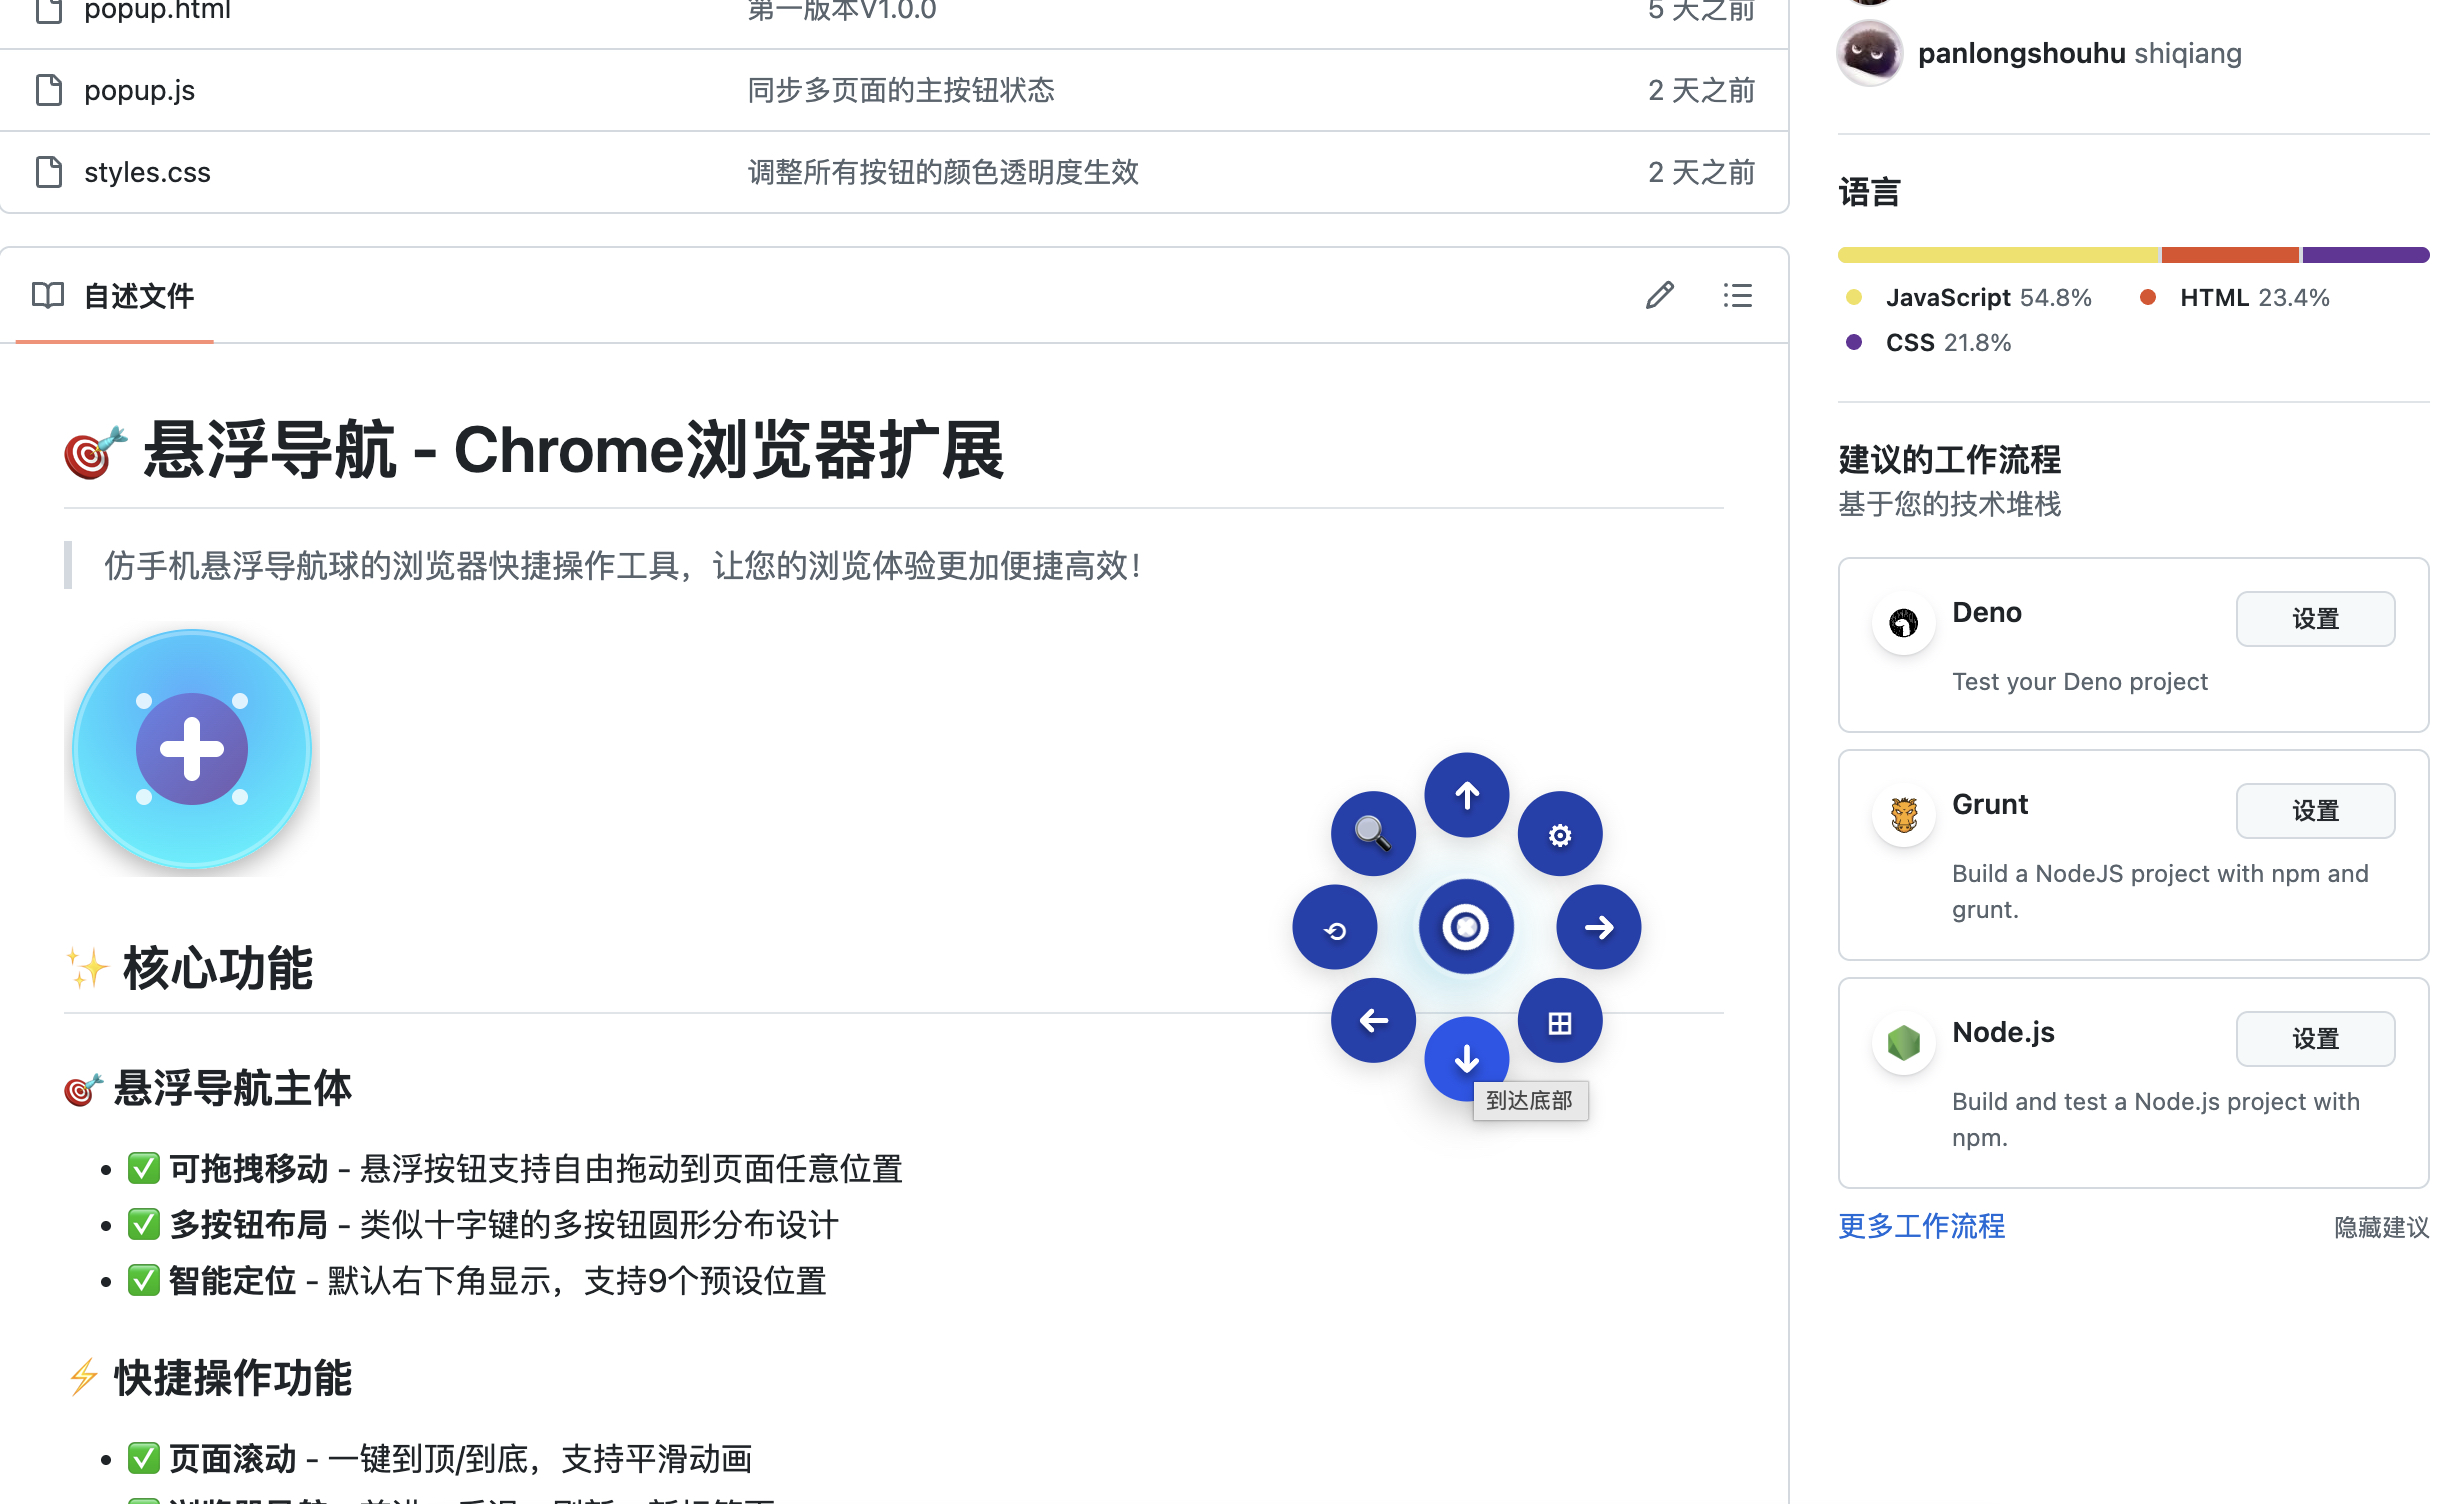 popup.html 第一版本V1.0.0 5 天之前
popup.js 同步多页面的主按钮状态 2 天之前
styles.css 调整所有按钮的颜色透明度生效 2 天之前
自述文件
悬浮导航 - Chrome浏览器扩展
仿手机悬浮导航球的浏览器快捷操作工具，让您的浏览体验更加便捷高效！
核心功能
悬浮导航主体
可拖拽移动 - 悬浮按钮支持自由拖动到页面任意位置
多按钮布局 - 类似十字键的多按钮圆形分布设计
智能定位 - 默认右下角显示，支持9个预设位置
快捷操作功能
页面滚动 - 一键到顶/到底，支持平滑动画
到达底部
panlongshouhu shiqiang
语言
JavaScript 54.8% HTML 23.4%
CSS 21.8%
建议的工作流程
基于您的技术堆栈
Deno 设置
Test your Deno project
Grunt 设置
Build a NodeJS project with npm and
grunt.
Node.js 设置
Build and test a Node.js project with
npm.
更多工作流程 隐藏建议